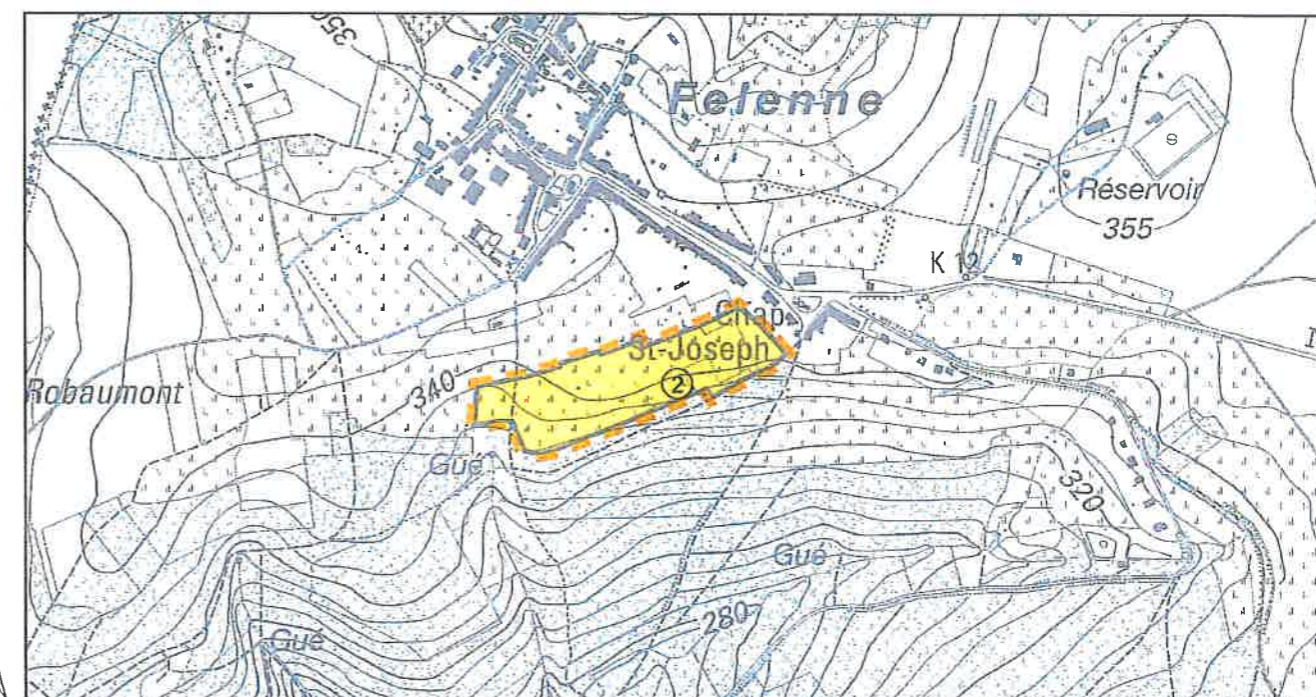 350
Felenne
S
Réservoir
355
K 12
Chap.
St-Joseph
2
340
Robaumont
Gué
320
Gué
280
Gué